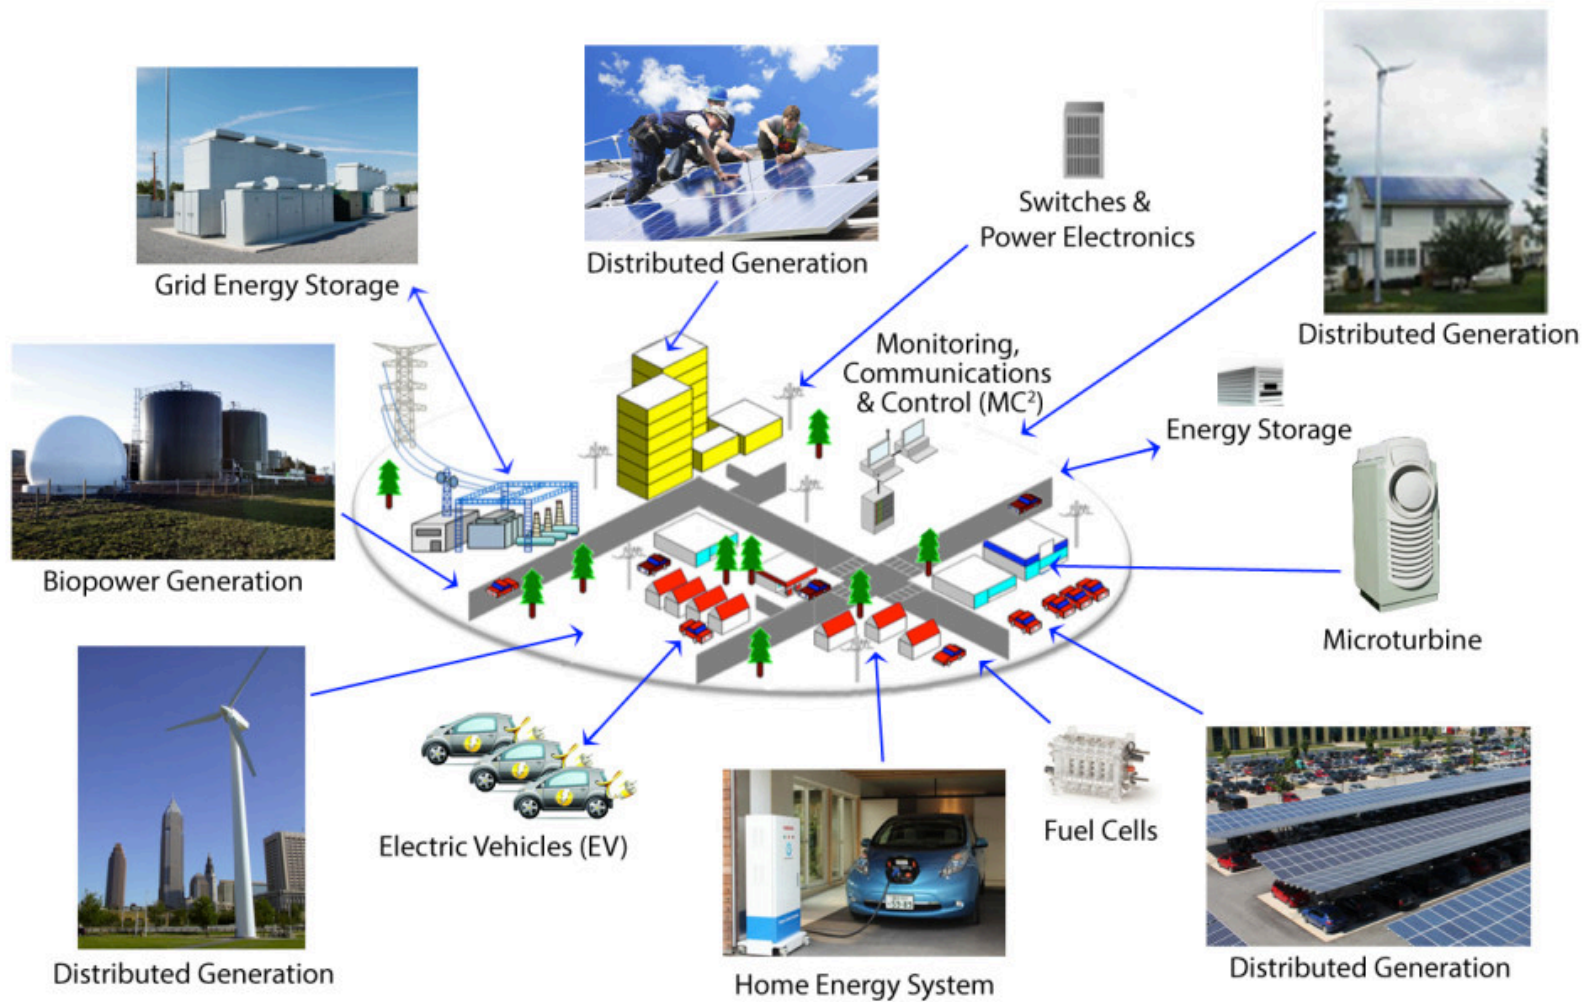 Grid Energy Storage
Distributed Generation
Switches &
Power Electronics
Distributed Generation
Monitoring,
Communications
& Control (MC²)
Energy Storage
Biopower Generation
Microturbine
Distributed Generation
Electric Vehicles (EV)
Home Energy System
Fuel Cells
Distributed Generation